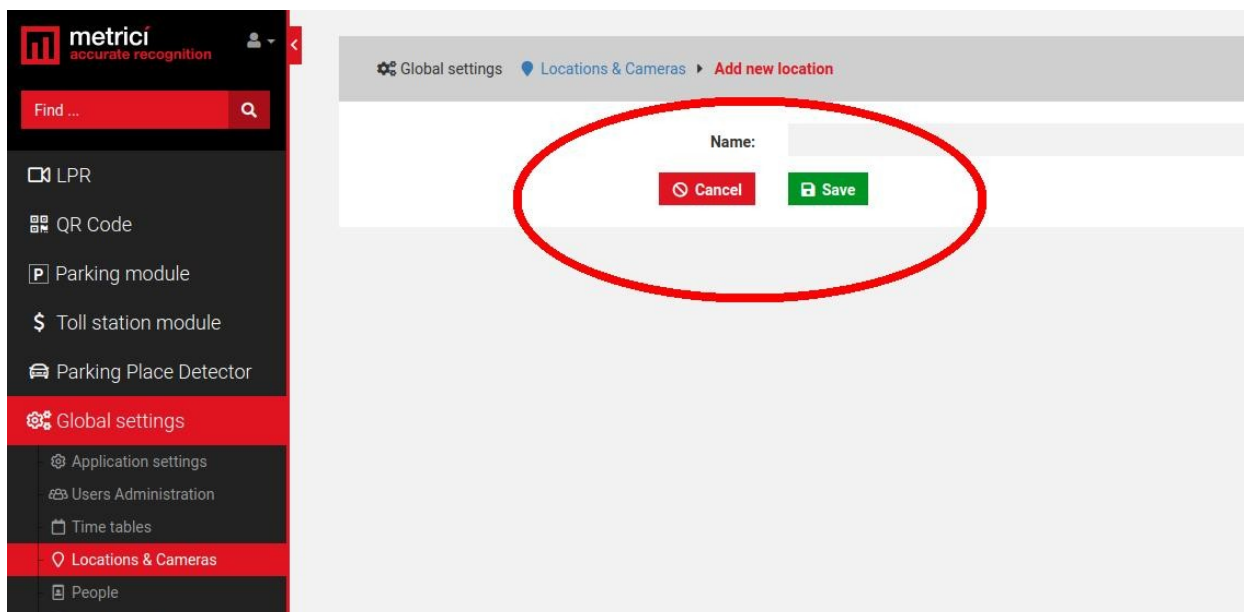 metrici
accurate recognition
Find ...
LPR
QR Code
P Parking module
$ Toll station module
Parking Place Detector
Global settings
Application settings
Users Administration
Time tables
Locations & Cameras
People
Global settings Locations & Cameras Add new location
Name:
Cancel Save